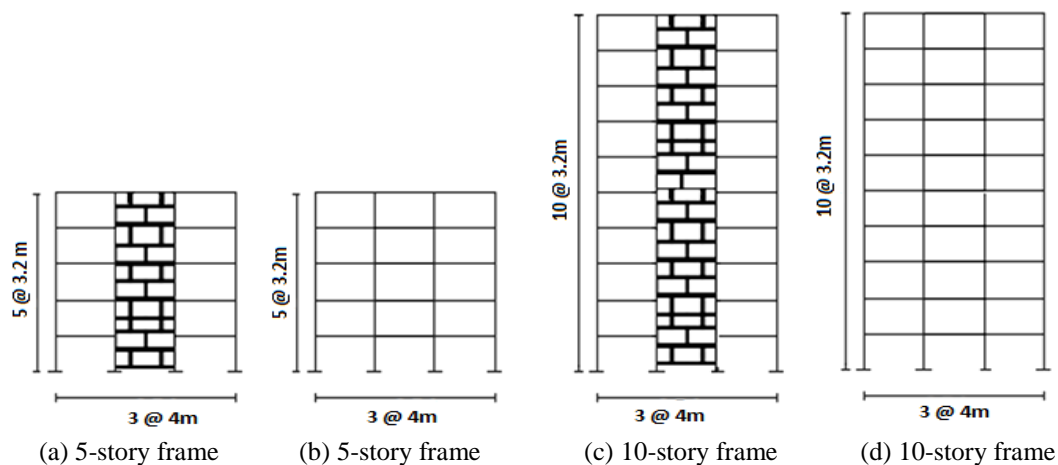 5 @ 3.2 m
3 @ 4m
(a) 5-story frame
5 @ 3.2m
3 @ 4m
(b) 5-story frame
10 @ 3.2m
3 @ 4m
(c) 10-story frame
10 @ 3.2m
3 @ 4m
(d) 10-story frame